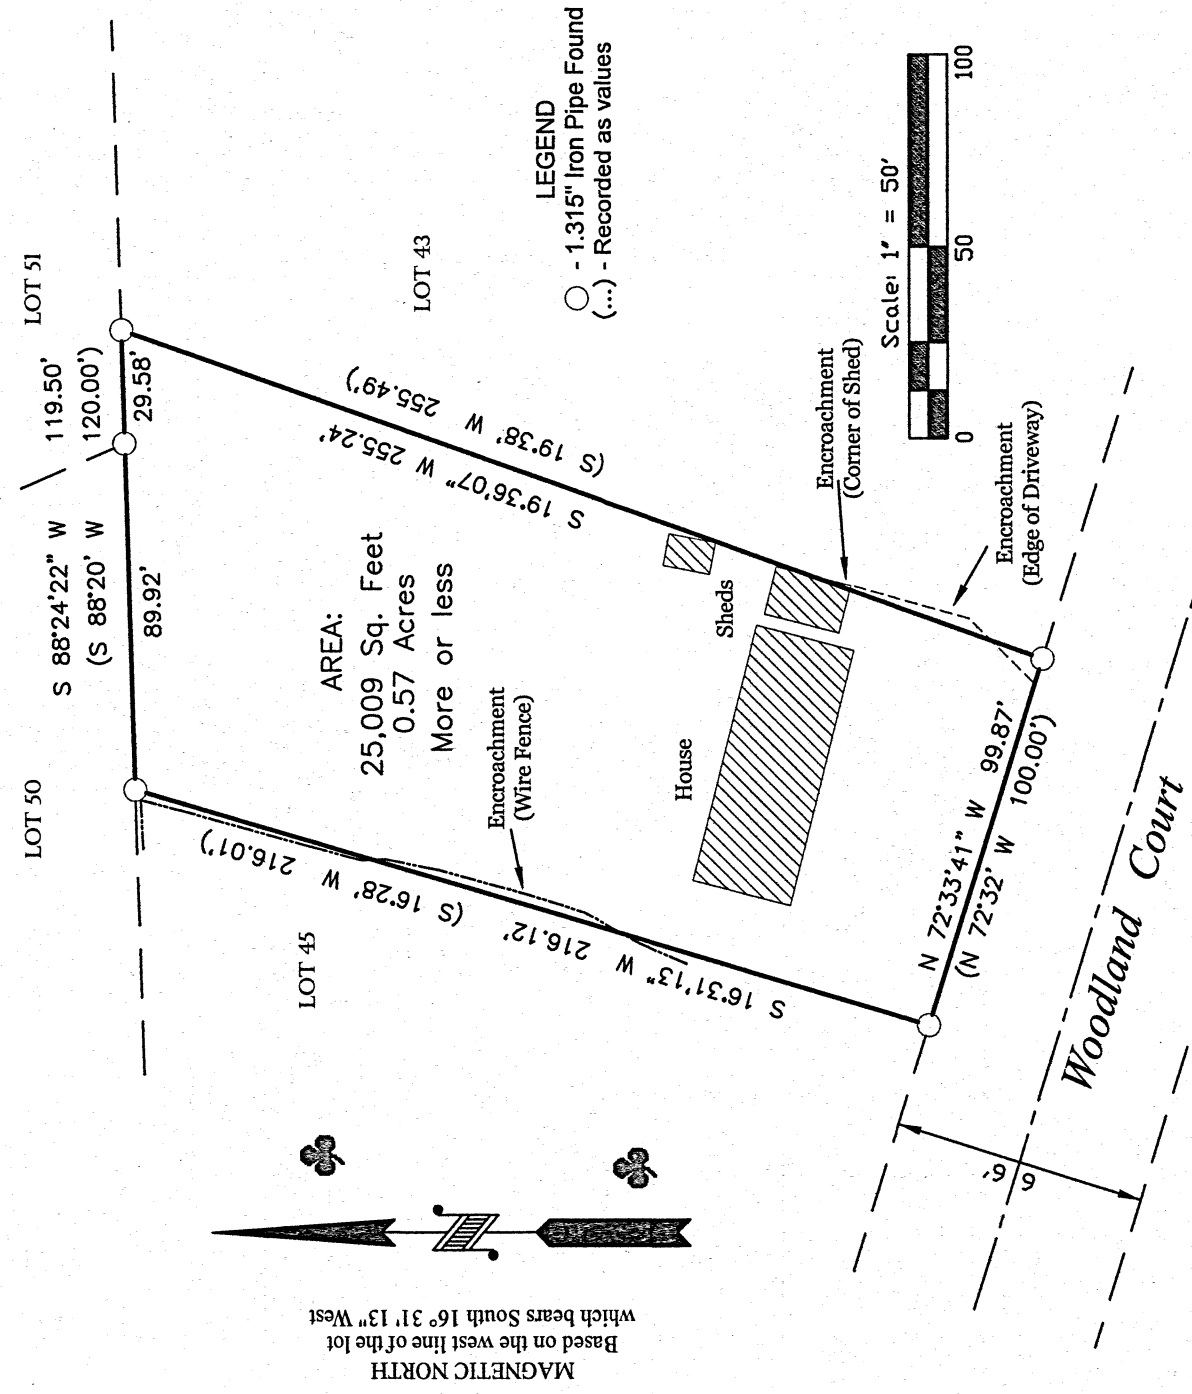 LOT 50
LOT 51
S 88°24'22" W 119.50'
(S 88°20' W 120.00')
89.92'
29.58'
LOT 43
LOT 45
AREA:
25,009 Sq. Feet
0.57 Acres
More or less
S 19°36'07" W 255.24'
(S 19°38' W 255.49')
S 16°31'13" W 216.12'
(S 16°28' W 216.01')
Encroachment
(Wire Fence)
House
Sheds
Encroachment
(Corner of Shed)
Encroachment
(Edge of Driveway)
N 72°33'41" W 99.87'
(N 72°32' W 100.00')
Woodland Court
66'
LEGEND
- 1.315" Iron Pipe Found
(...) - Recorded as values
Scale: 1" = 50'
0 50 100
MAGNETIC NORTH
Based on the west line of the lot
which bears South 16° 31' 13" West